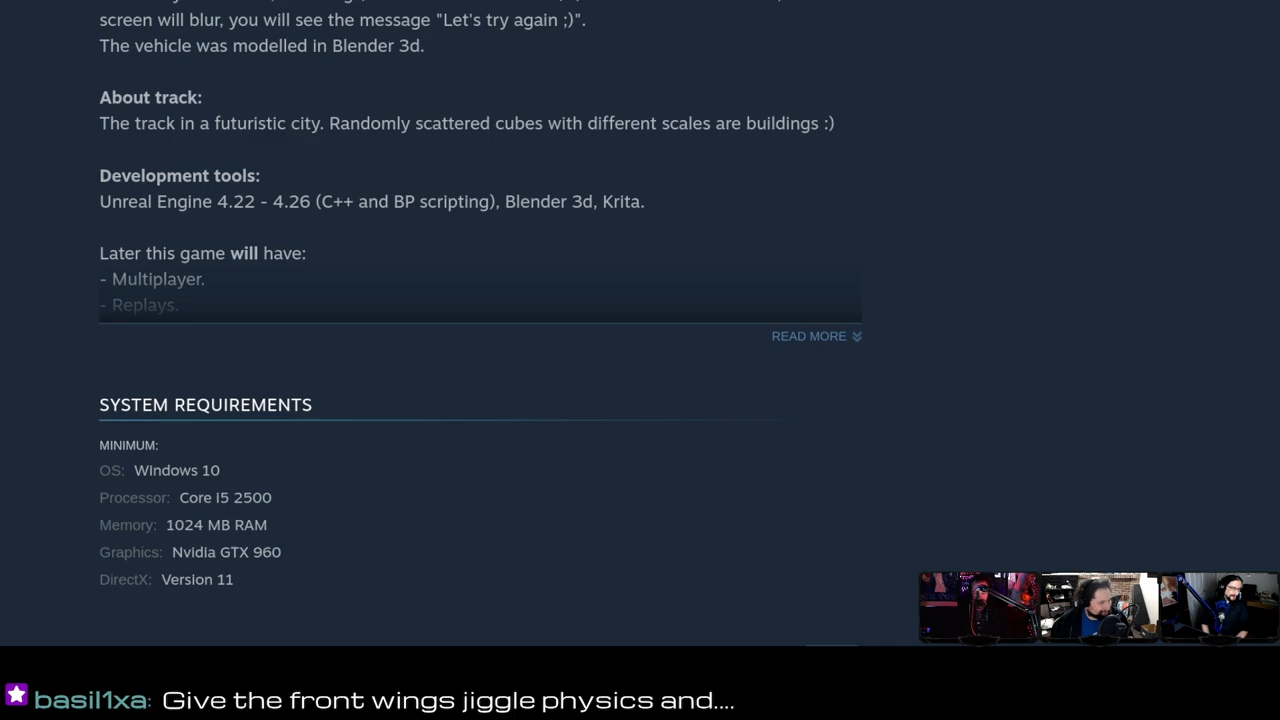 screen will blur, you will see the message "Let's try again ;)".
The vehicle was modelled in Blender 3d.
About track:
The track in a futuristic city. Randomly scattered cubes with different scales are buildings :)
Development tools:
Unreal Engine 4.22 - 4.26 (C++ and BP scripting), Blender 3d, Krita.
Later this game will have:
- Multiplayer.
- Replays.
READ MORE
SYSTEM REQUIREMENTS
MINIMUM:
OS: Windows 10
Processor: Core i5 2500
Memory: 1024 MB RAM
Graphics: Nvidia GTX 960
DirectX: Version 11
basil1xa: Give the front wings jiggle physics and....